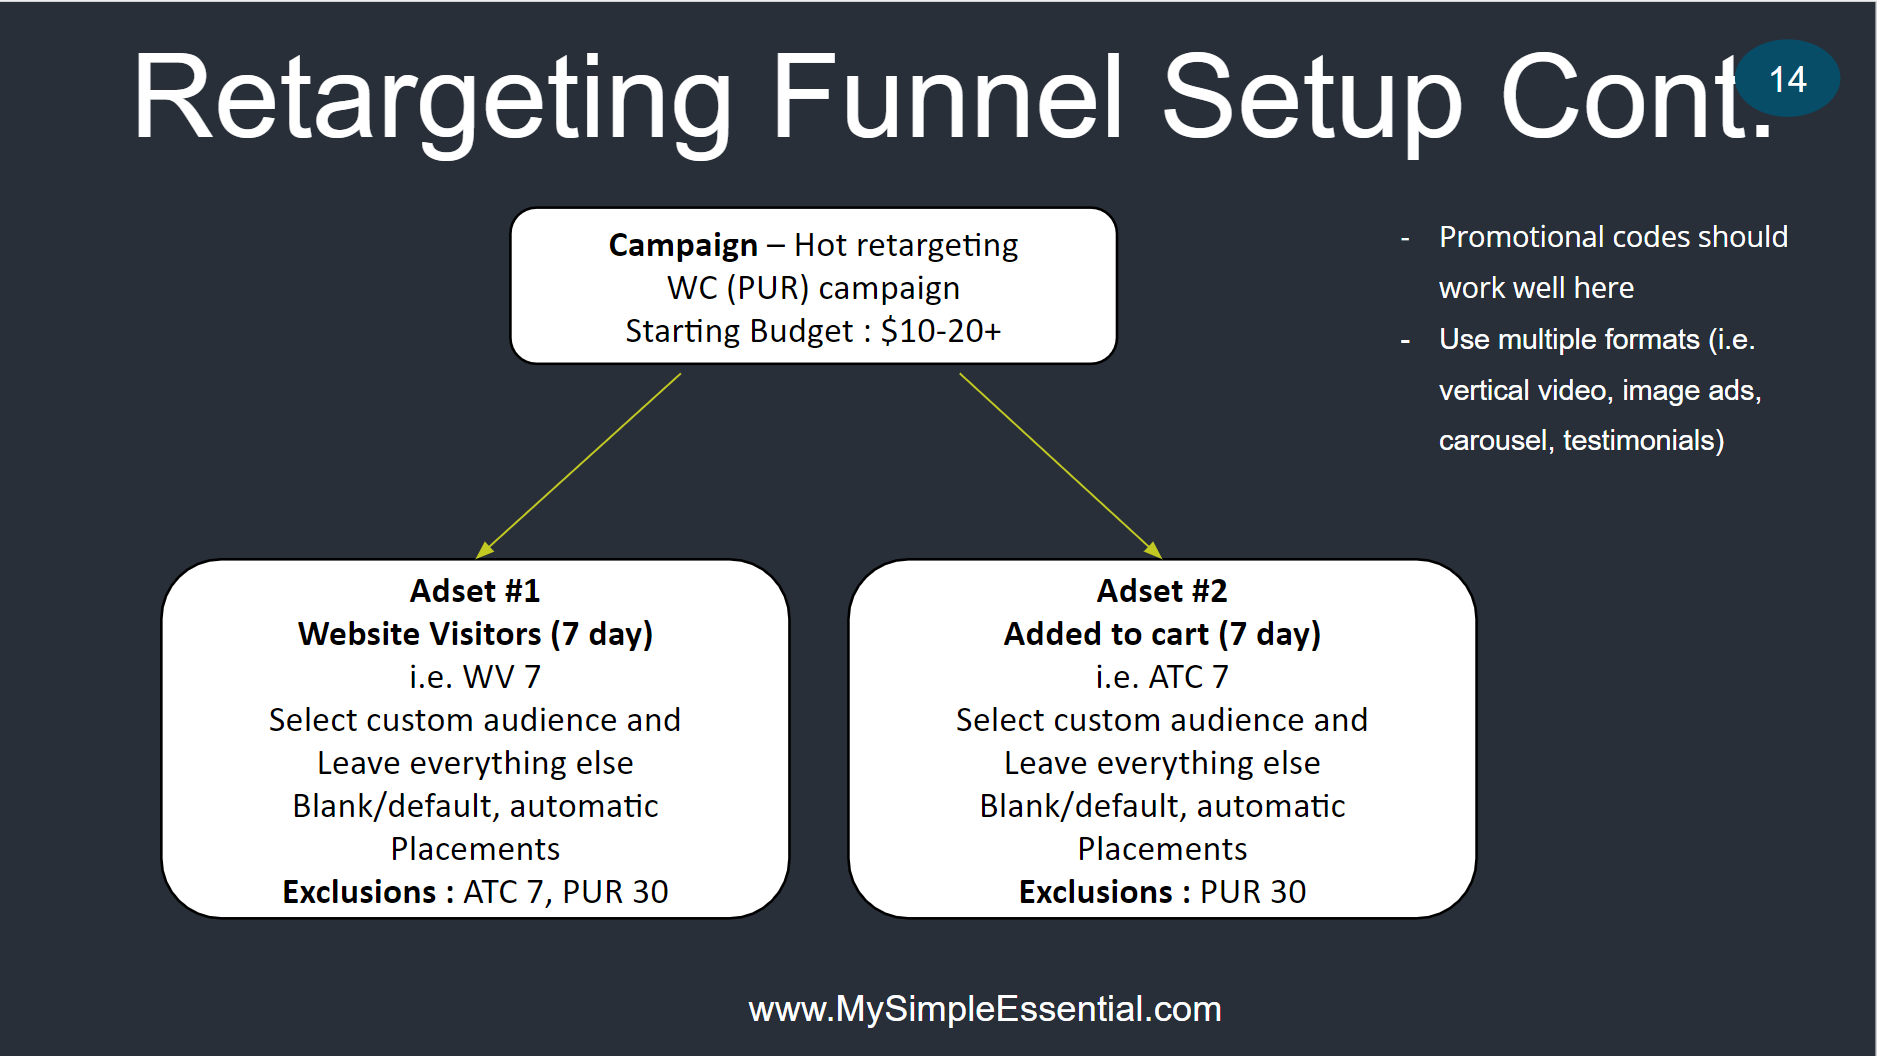 Retargeting Funnel Setup Cont.
14
Campaign – Hot retargeting
WC (PUR) campaign
Starting Budget : $10-20+
- Promotional codes should
work well here
- Use multiple formats (i.e.
vertical video, image ads,
carousel, testimonials)
Adset #1
Website Visitors (7 day)
i.e. WV 7
Select custom audience and
Leave everything else
Blank/default, automatic
Placements
Exclusions : ATC 7, PUR 30
Adset #2
Added to cart (7 day)
i.e. ATC 7
Select custom audience and
Leave everything else
Blank/default, automatic
Placements
Exclusions : PUR 30
www.MySimpleEssential.com